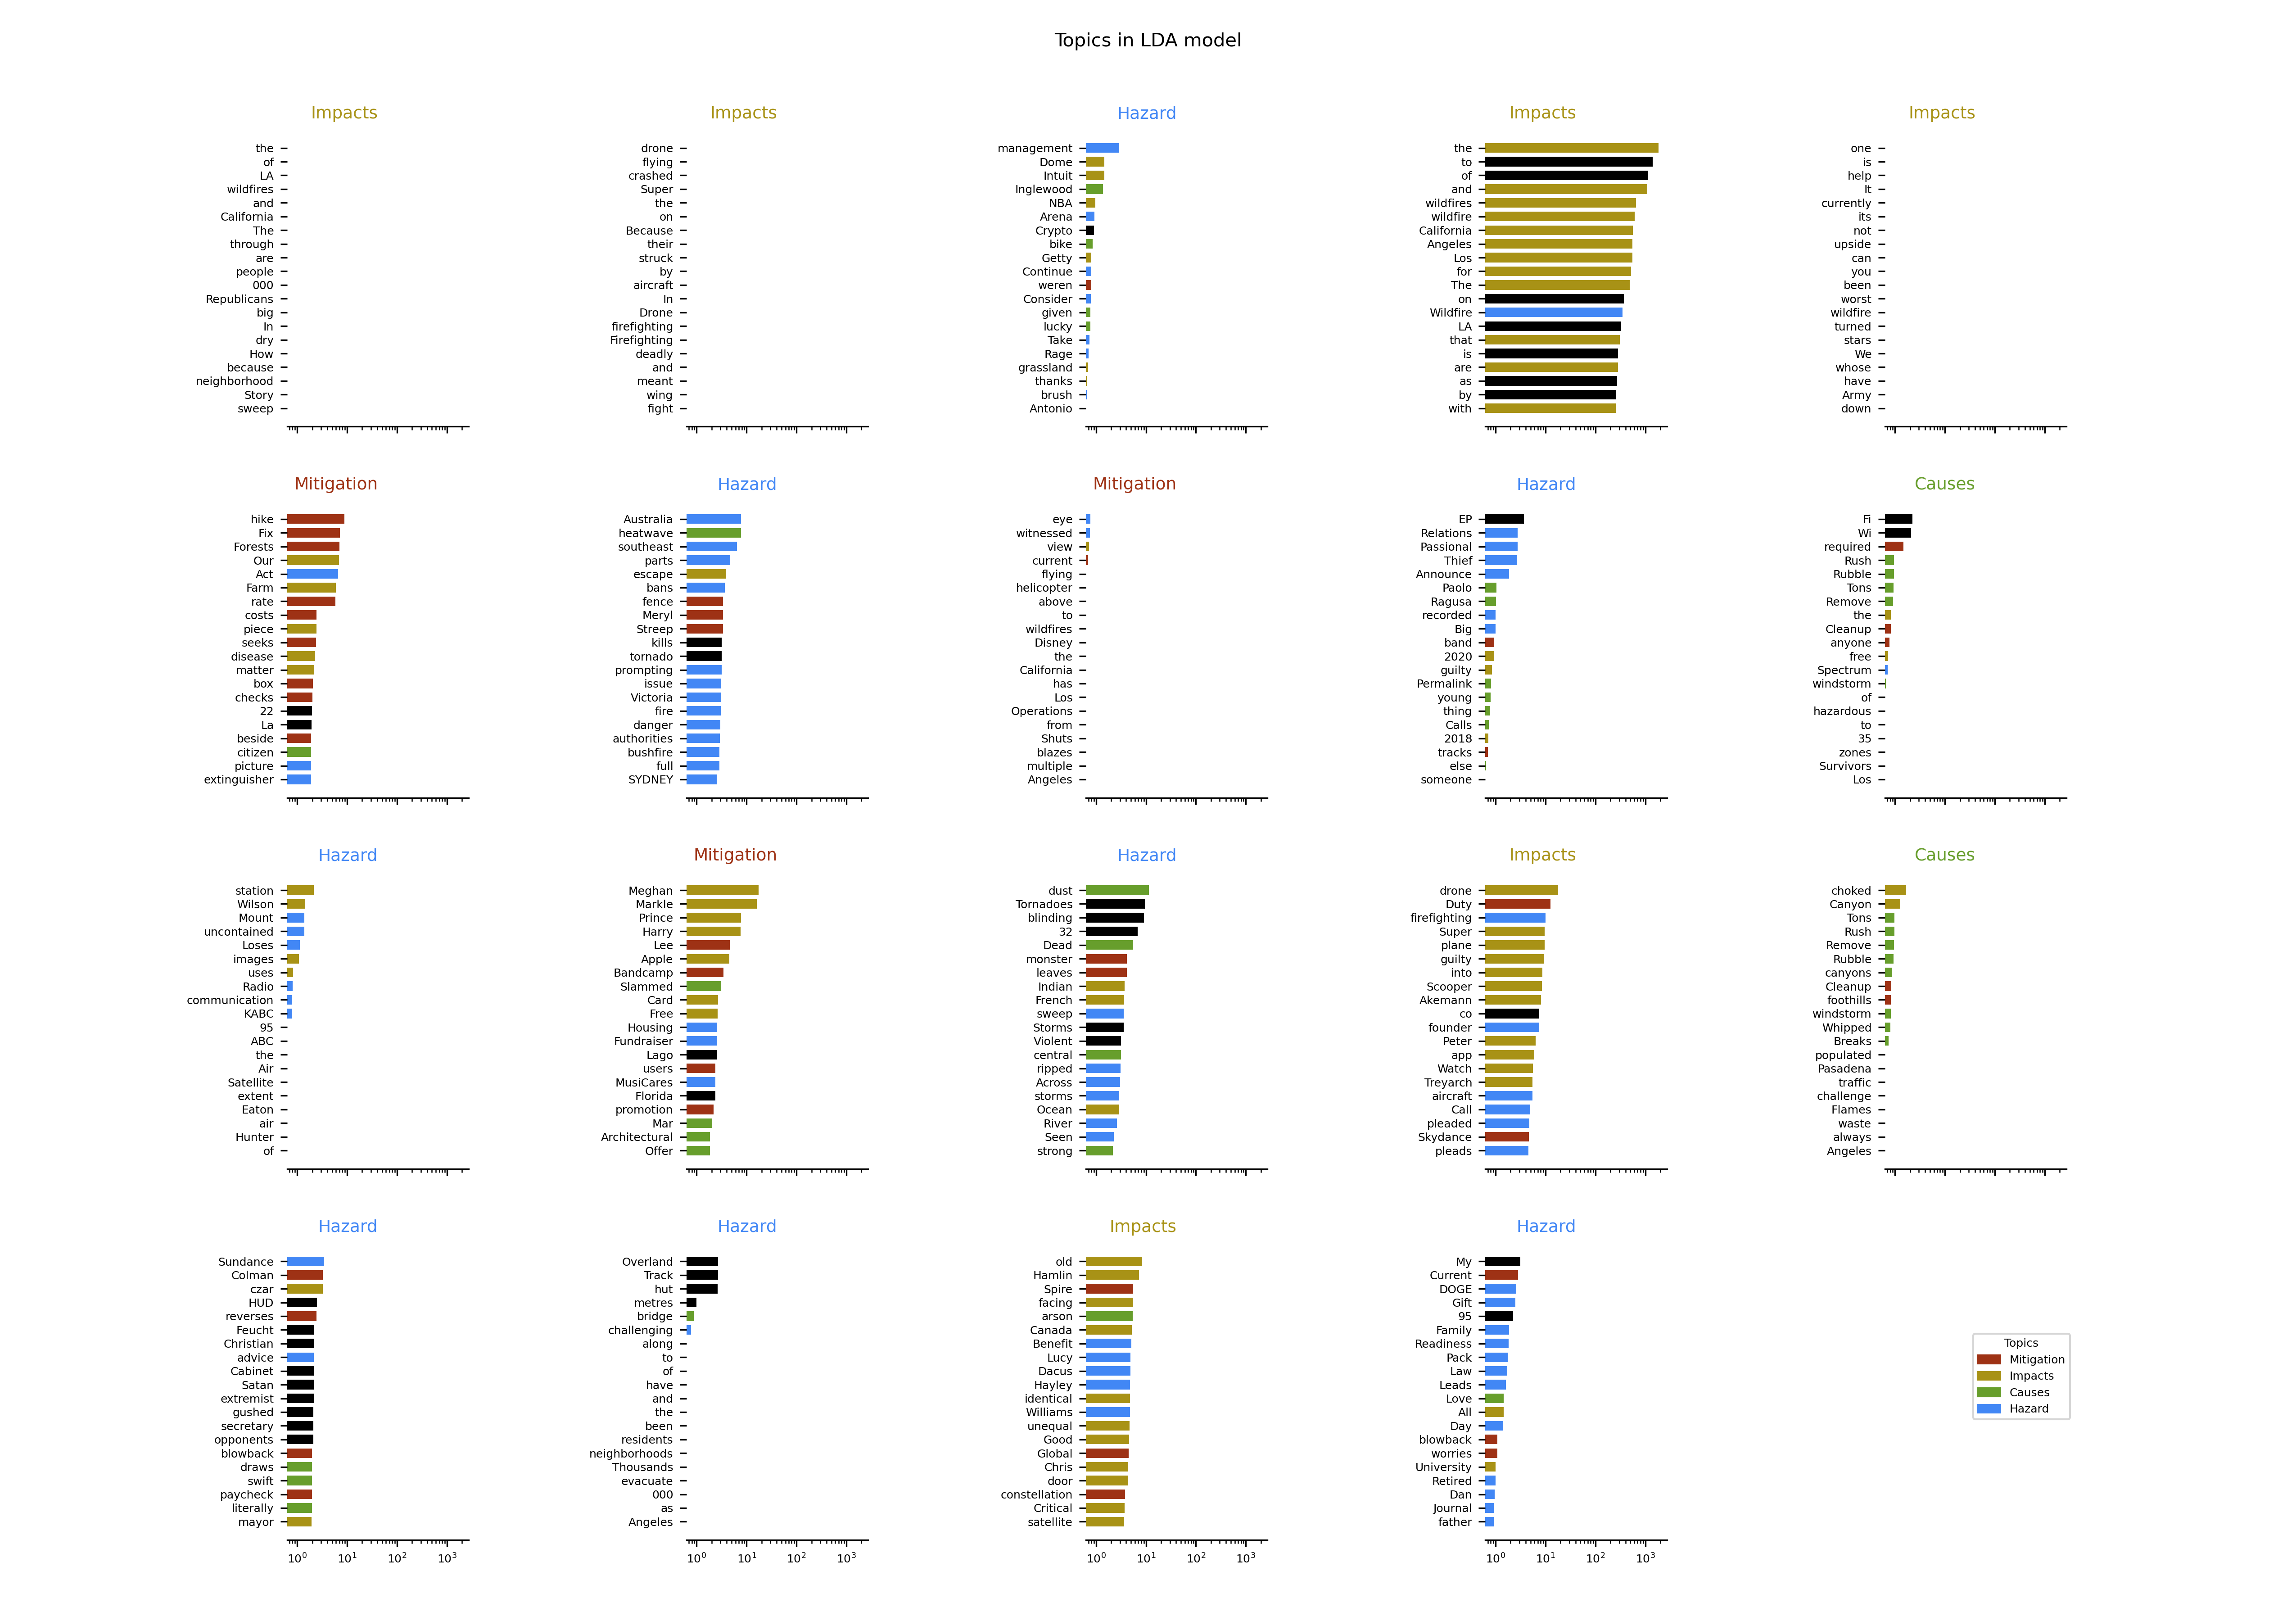 Topics in LDA model
Impacts
the
of
LA
wildfires
and
California
The
through
are
people
000
Republicans
big
In
dry
How
because
neighborhood
Story
sweep
Impacts
drone
flying
crashed
Super
the
on
Because
their
struck
by
aircraft
In
Drone
firefighting
Firefighting
deadly
and
meant
wing
fight
Hazard
management
Dome
Intuit
Inglewood
NBA
Arena
Crypto
bike
Getty
Continue
weren
Consider
given
lucky
Take
Rage
grassland
thanks
brush
Antonio
Impacts
the
to
of
and
wildfires
wildfire
California
Angeles
Los
for
The
on
Wildfire
LA
that
is
are
as
by
with
Impacts
one
is
help
It
currently
its
not
upside
can
you
been
worst
wildfire
turned
stars
We
whose
have
Army
down
Mitigation
hike
Fix
Forests
Our
Act
Farm
rate
costs
piece
seeks
disease
matter
box
checks
22
La
beside
citizen
picture
extinguisher
Hazard
Australia
heatwave
southeast
parts
escape
bans
fence
Meryl
Streep
kills
tornado
prompting
issue
Victoria
fire
danger
authorities
bushfire
full
SYDNEY
Mitigation
eye
witnessed
view
current
flying
helicopter
above
to
wildfires
Disney
the
California
has
Los
Operations
from
Shuts
blazes
multiple
Angeles
Hazard
EP
Relations
Passional
Thief
Announce
Paolo
Ragusa
recorded
Big
band
2020
guilty
Permalink
young
thing
Calls
2018
tracks
else
someone
Causes
Fi
Wi
required
Rush
Rubble
Tons
Remove
the
Cleanup
anyone
free
Spectrum
windstorm
of
hazardous
to
35
zones
Survivors
Los
Hazard
station
Wilson
Mount
uncontained
Loses
images
uses
Radio
communication
KABC
95
ABC
the
Air
Satellite
extent
Eaton
air
Hunter
of
Mitigation
Meghan
Markle
Prince
Harry
Lee
Apple
Bandcamp
Slammed
Card
Free
Housing
Fundraiser
Lago
users
MusiCares
Florida
promotion
Mar
Architectural
Offer
Hazard
dust
Tornadoes
blinding
32
Dead
monster
leaves
Indian
French
sweep
Storms
Violent
central
ripped
Across
storms
Ocean
River
Seen
strong
Impacts
drone
Duty
firefighting
Super
plane
guilty
into
Scooper
Akemann
co
founder
Peter
app
Watch
Treyarch
aircraft
Call
pleaded
Skydance
pleads
Causes
choked
Canyon
Tons
Rush
Remove
Rubble
canyons
Cleanup
foothills
windstorm
Whipped
Breaks
populated
Pasadena
traffic
challenge
Flames
waste
always
Angeles
Hazard
Sundance
Colman
czar
HUD
reverses
Feucht
Christian
advice
Cabinet
Satan
extremist
gushed
secretary
opponents
blowback
draws
swift
paycheck
literally
mayor
10⁰ 10¹ 10² 10³
Hazard
Overland
Track
hut
metres
bridge
challenging
along
to
of
have
and
the
been
residents
neighborhoods
Thousands
evacuate
000
as
Angeles
10⁰ 10¹ 10² 10³
Impacts
old
Hamlin
Spire
facing
arson
Canada
Benefit
Lucy
Dacus
Hayley
identical
Williams
unequal
Good
Global
Chris
door
constellation
Critical
satellite
10⁰ 10¹ 10² 10³
Hazard
My
Current
DOGE
Gift
95
Family
Readiness
Pack
Law
Leads
Love
All
Day
blowback
worries
University
Retired
Dan
Journal
father
10⁰ 10¹ 10² 10³
Topics
Mitigation
Impacts
Causes
Hazard